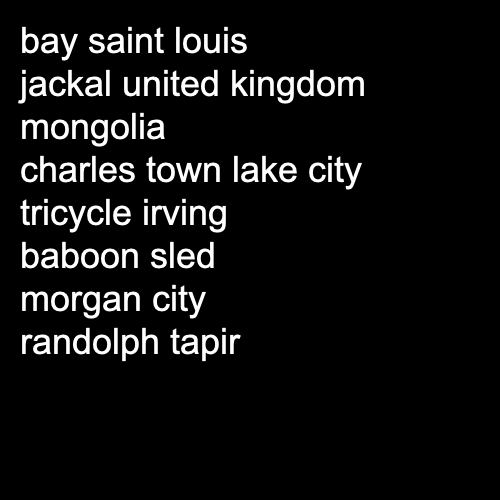 bay saint louis
jackal united kingdom
mongolia
charles town lake city
tricycle irving
baboon sled
morgan city
randolph tapir